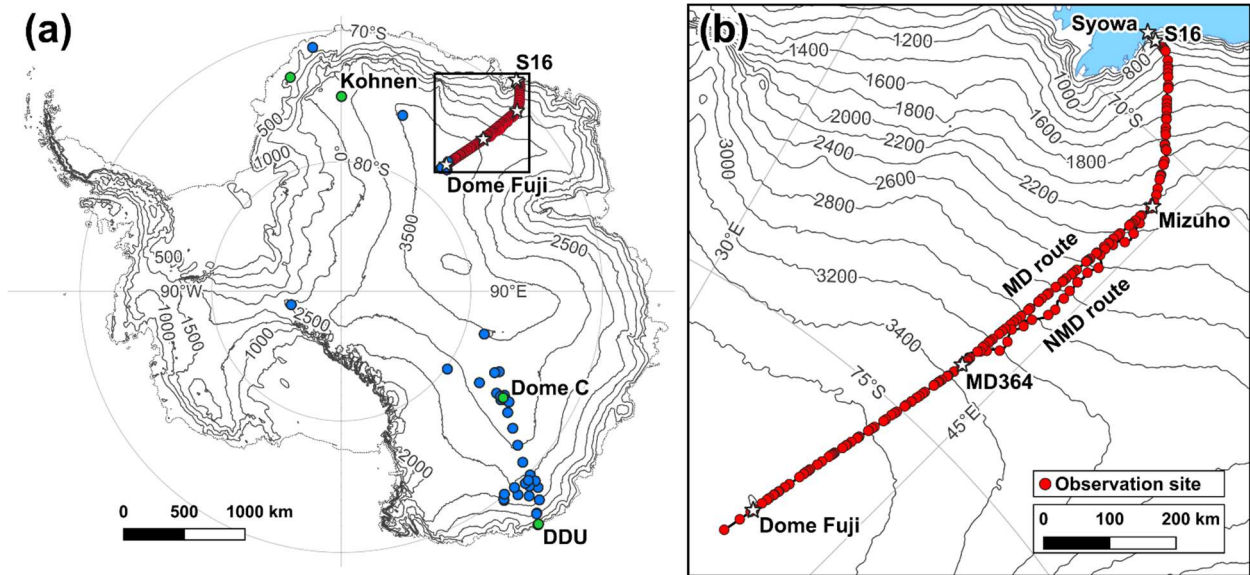 (a)
70°S
S16
Kohnen
500
1000
0
80°S
Dome Fuji
3500
2500
500
90°W
90°E
1500
1000
2500
1000
Dome C
2000
DDU
0 500 1000 km
(b)
Syowa
S16
1200
1400
800
1000
1600
70°S
1800
2000
1600
2200
2400
3000
1800
2600
2200
2800
Mizuho
30°E
MD route
3200
NMD route
3400
MD364
75°S
45°E
Observation site
0 100 200 km
Dome Fuji